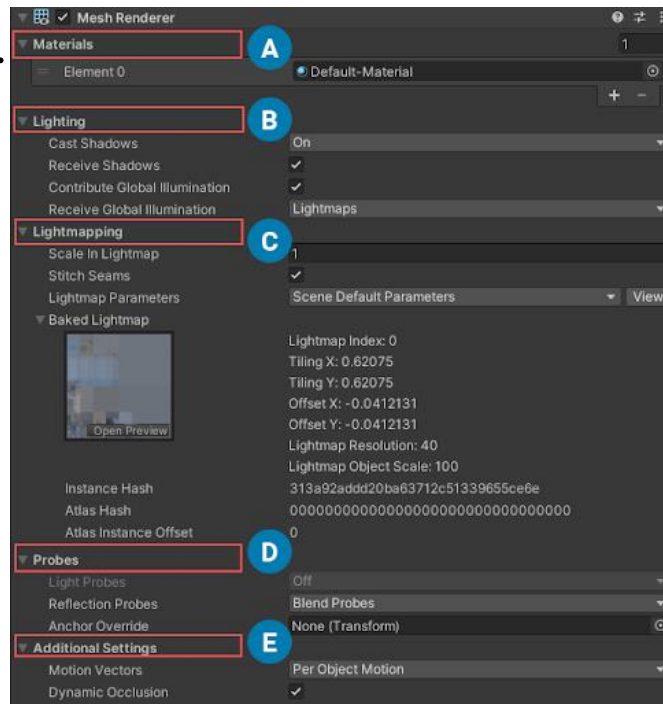 Mesh Renderer
Materials A 1
Element 0 Default-Material
+ -
Lighting B
Cast Shadows On
Receive Shadows
Contribute Global Illumination
Receive Global Illumination Lightmaps
Lightmapping C
Scale In Lightmap 1
Stitch Seams
Lightmap Parameters Scene Default Parameters View
Baked Lightmap
Lightmap Index: 0
Tiling X: 0.62075
Tiling Y: 0.62075
Offset X: -0.0412131
Offset Y: -0.0412131
Open Preview
Lightmap Resolution: 40
Lightmap Object Scale: 100
Instance Hash 313a92addd20ba63712c51339655ce6e
Atlas Hash 00000000000000000000000000000000
Atlas Instance Offset 0
Probes D
Light Probes Off
Reflection Probes Blend Probes
Anchor Override None (Transform)
Additional Settings E
Motion Vectors Per Object Motion
Dynamic Occlusion